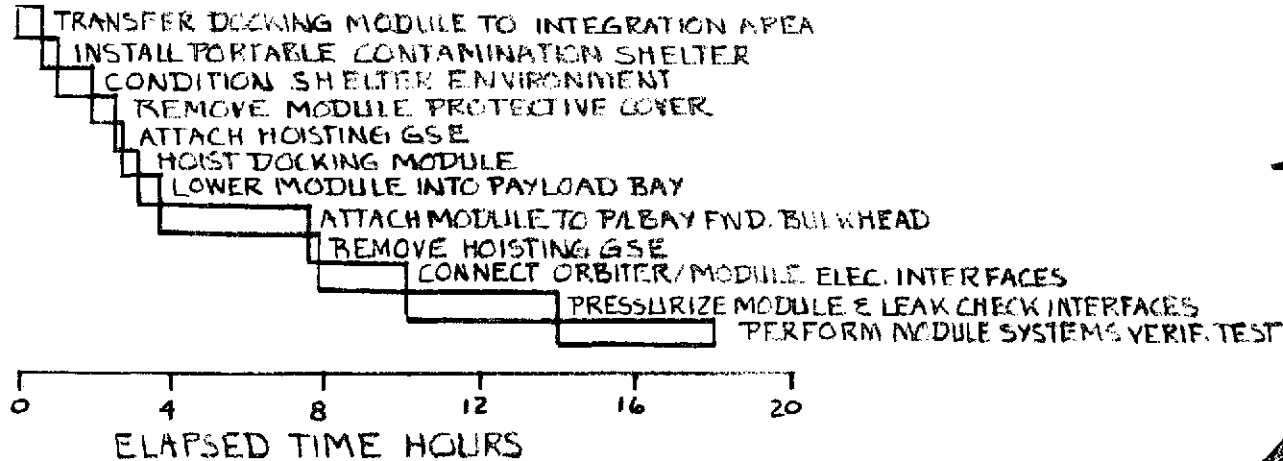 TRANSFER DOCKING MODULE TO INTEGRATION AREA
INSTALL PORTABLE CONTAMINATION SHELTER
CONDITION SHELTER ENVIRONMENT
REMOVE MODULE PROTECTIVE COVER
ATTACH HOISTING GSE
HOIST DOCKING MODULE
LOWER MODULE INTO PAYLOAD BAY
ATTACH MODULE TO P/L BAY FWD. BULKHEAD
REMOVE HOISTING GSE
CONNECT ORBITER/MODULE ELEC. INTERFACES
PRESSURIZE MODULE & LEAK CHECK INTERFACES
PERFORM MODULE SYSTEMS VERIF. TEST
0 4 8 12 16 20
ELAPSED TIME HOURS